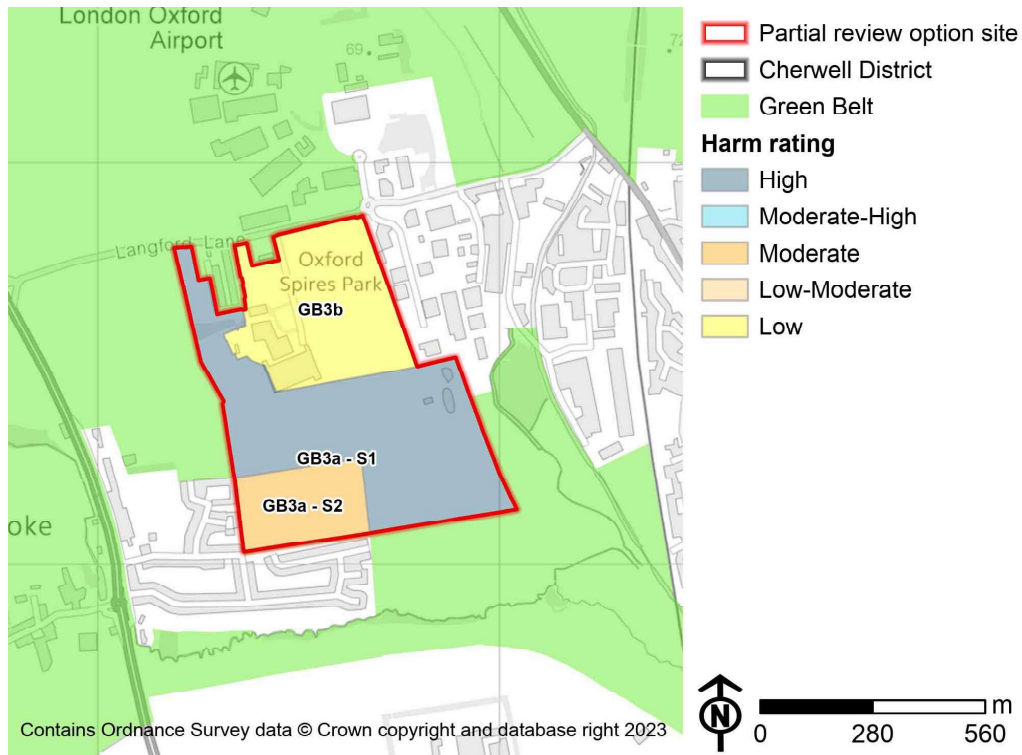 London Oxford
Airport
69
72
Langford Lane
Oxford
Spires Park
GB3b
GB3a - S1
GB3a - S2
oke
Contains Ordnance Survey data © Crown copyright and database right 2023
Partial review option site
Cherwell District
Green Belt
Harm rating
High
Moderate-High
Moderate
Low-Moderate
Low
N
m
0 280 560